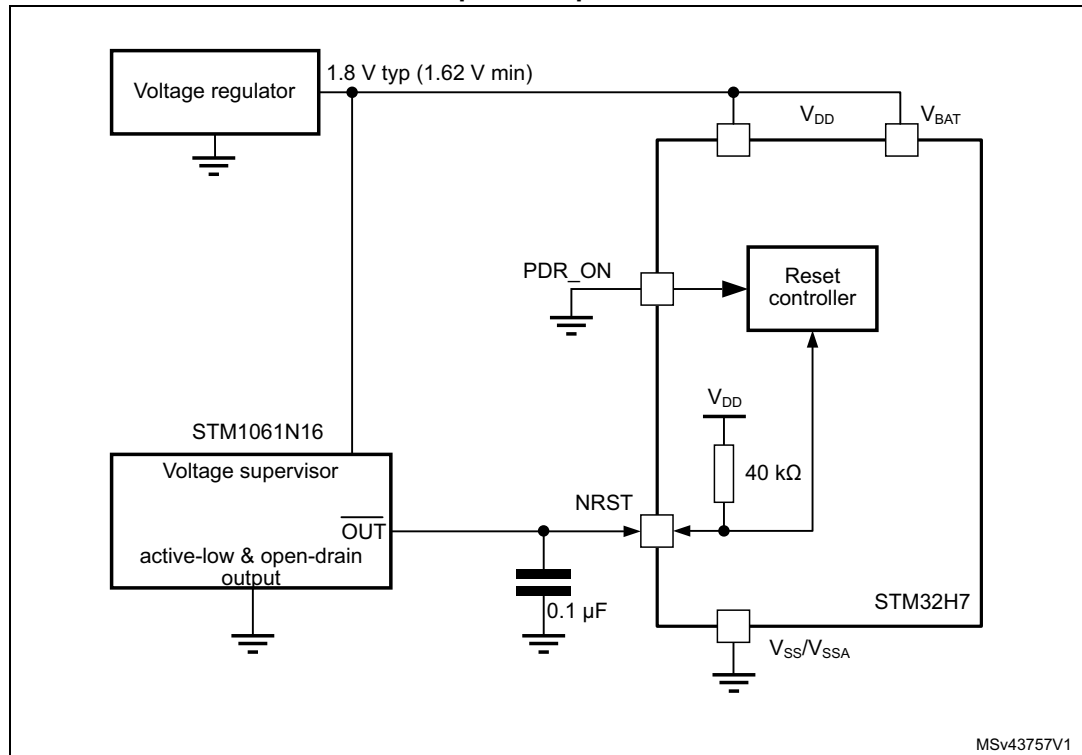 Voltage regulator
1.8 V typ (1.62 V min)
VDD
VBAT
PDR_ON
Reset
controller
VDD
STM1061N16
Voltage supervisor
40 kΩ
NRST
OUT
active-low & open-drain
output
0.1 µF
STM32H7
VSS/VSSA
MSv43757V1